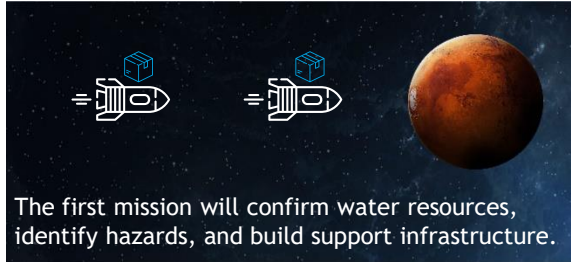 The first mission will confirm water resources,
identify hazards, and build support infrastructure.